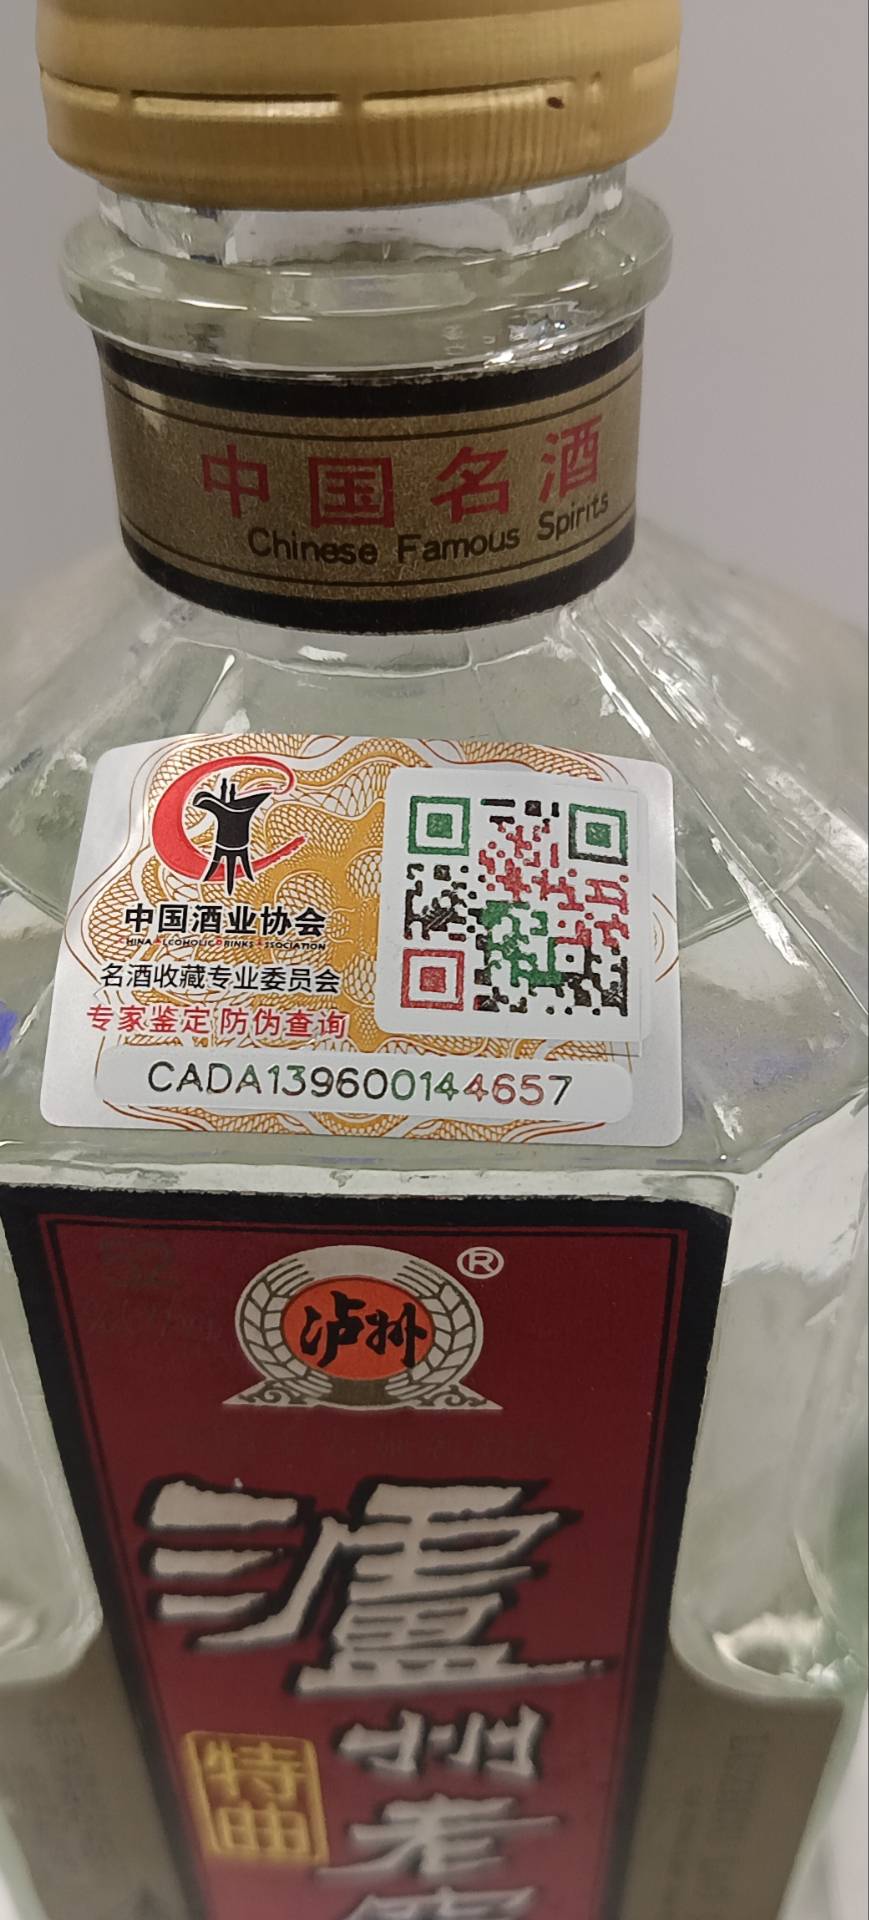 中国名酒
Chinese Famous Spirits
中国酒业协会
CHINA ALCOHOLIC DRINKS ASSOCIATION
名酒收藏专业委员会
专家鉴定 防伪查询
CADA139600144657
泸州
®
瀘州老
特曲